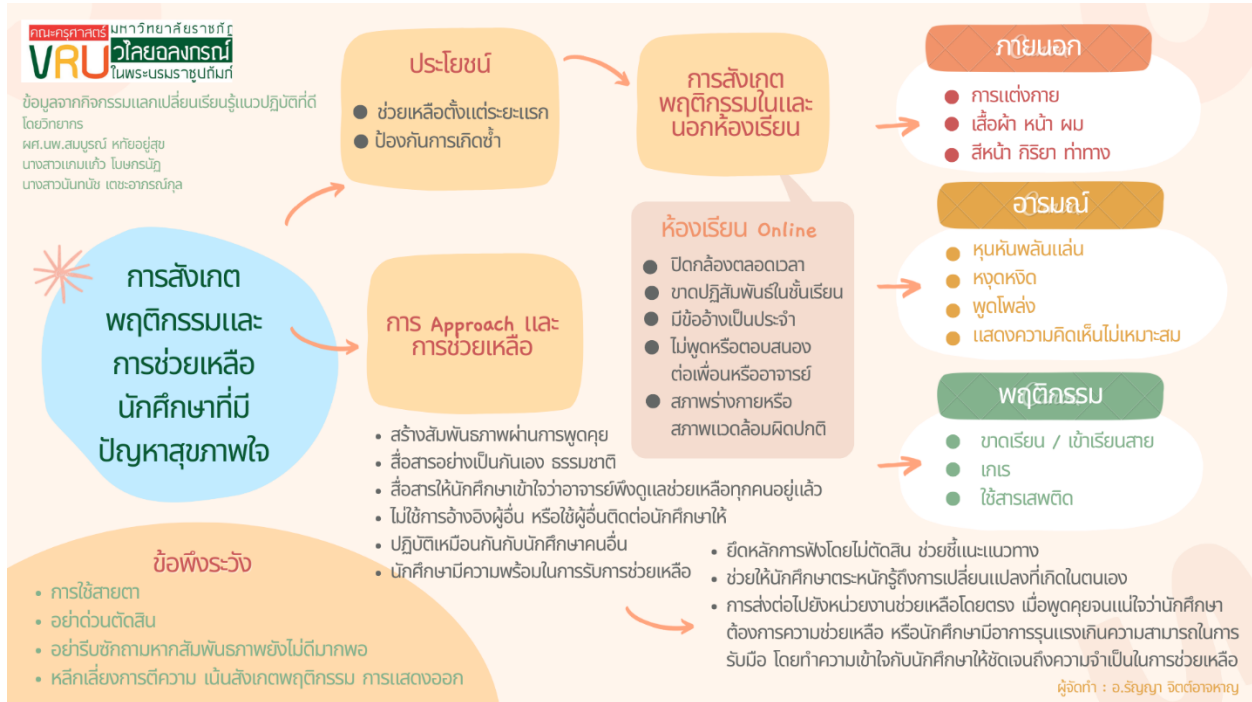 คณะครุศาสตร์ มหาวิทยาลัยราชภัฏ
VRU วไลยอลงกรณ์
ในพระบรมราชูปถัมภ์
ข้อมูลจากกิจกรรมแลกเปลี่ยนเรียนรู้แนวปฏิบัติที่ดี
โดยวิทยากร
ผศ.นพ.สมบูรณ์ หทัยอยู่สุข
นางสาวแกมแก้ว โบษกรนัฏ
นางสาวนันทนัช เตชะอาภรณ์กุล
การสังเกต
พฤติกรรมและ
การช่วยเหลือ
นักศึกษาที่มี
ปัญหาสุขภาพใจ
ประโยชน์
● ช่วยเหลือตั้งแต่ระยะแรก
● ป้องกันการเกิดซ้ำ
การสังเกต
พฤติกรรมในและ
นอกห้องเรียน
ห้องเรียน Online
● ปิดกล้องตลอดเวลา
● ขาดปฏิสัมพันธ์ในชั้นเรียน
● มีข้ออ้างเป็นประจำ
● ไม่พูดหรือตอบสนอง
ต่อเพื่อนหรืออาจารย์
● สภาพร่างกายหรือ
สภาพแวดล้อมผิดปกติ
ภายนอก
● การแต่งกาย
● เสื้อผ้า หน้า ผม
● สีหน้า กิริยา ท่าทาง
อารมณ์
● หุนหันพลันแล่น
● หงุดหงิด
● พูดโพล่ง
● แสดงความคิดเห็นไม่เหมาะสม
พฤติกรรม
● ขาดเรียน / เข้าเรียนสาย
● เกเร
● ใช้สารเสพติด
การ Approach และ
การช่วยเหลือ
• สร้างสัมพันธภาพผ่านการพูดคุย
• สื่อสารอย่างเป็นกันเอง ธรรมชาติ
• สื่อสารให้นักศึกษาเข้าใจว่าอาจารย์พึงดูแลช่วยเหลือทุกคนอยู่แล้ว
• ไม่ใช้การอ้างอิงผู้อื่น หรือใช้ผู้อื่นติดต่อนักศึกษาให้
• ปฏิบัติเหมือนกันกับนักศึกษาคนอื่น
• นักศึกษามีความพร้อมในการรับการช่วยเหลือ
• ยึดหลักการฟังโดยไม่ตัดสิน ช่วยชี้แนะแนวทาง
• ช่วยให้นักศึกษาตระหนักรู้ถึงการเปลี่ยนแปลงที่เกิดในตนเอง
• การส่งต่อไปยังหน่วยงานช่วยเหลือโดยตรง เมื่อพูดคุยจนแน่ใจว่านักศึกษา
ต้องการความช่วยเหลือ หรือนักศึกษามีอาการรุนแรงเกินความสามารถในการ
รับมือ โดยทำความเข้าใจกับนักศึกษาให้ชัดเจนถึงความจำเป็นในการช่วยเหลือ
ข้อพึงระวัง
• การใช้สายตา
• อย่าด่วนตัดสิน
• อย่ารีบซักถามหากสัมพันธภาพยังไม่ดีมากพอ
• หลีกเลี่ยงการตีความ เน้นสังเกตพฤติกรรม การแสดงออก
ผู้จัดทำ : อ.ธัญญา จิตต์อาจหาญ